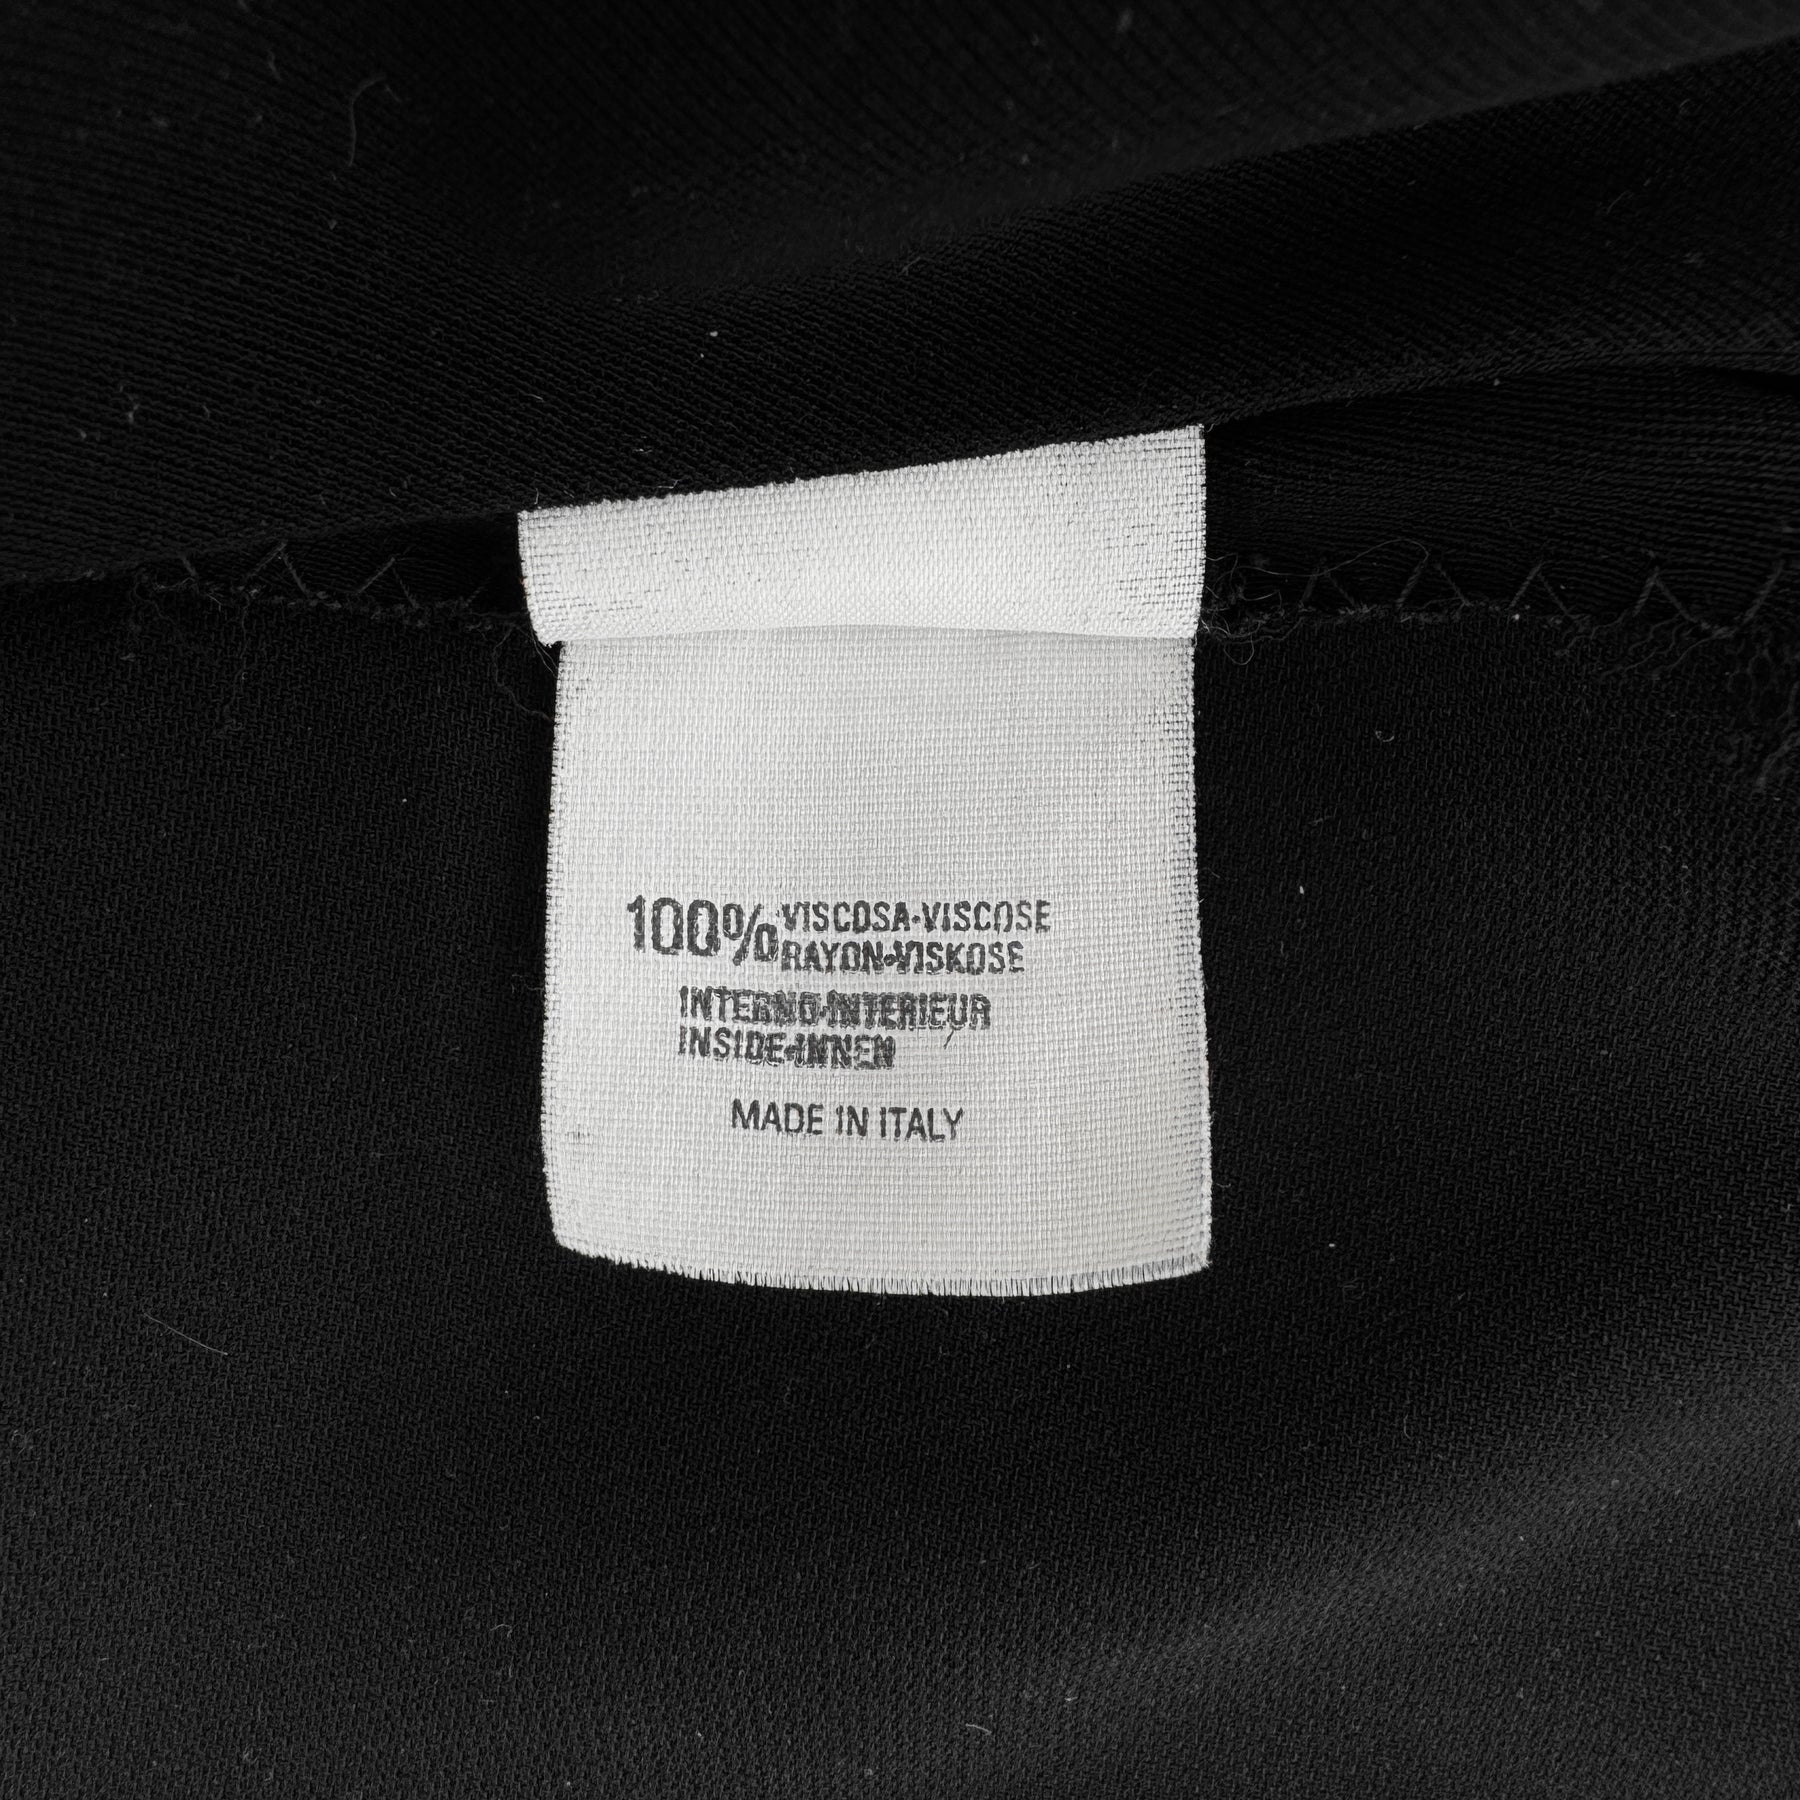 100% VISCOSA•VISCOSE
RAYON•VISKOSE
INTERNO•INTERIEUR
INSIDE•INNEN
MADE IN ITALY